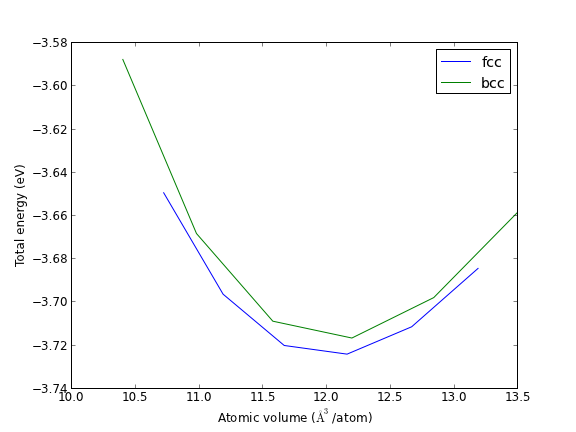 −3.58
−3.60
−3.62
−3.64
−3.66
−3.68
−3.70
−3.72
−3.74
Total energy (eV)
fcc
bcc
10.0 10.5 11.0 11.5 12.0 12.5 13.0 13.5
Atomic volume (Å³/atom)